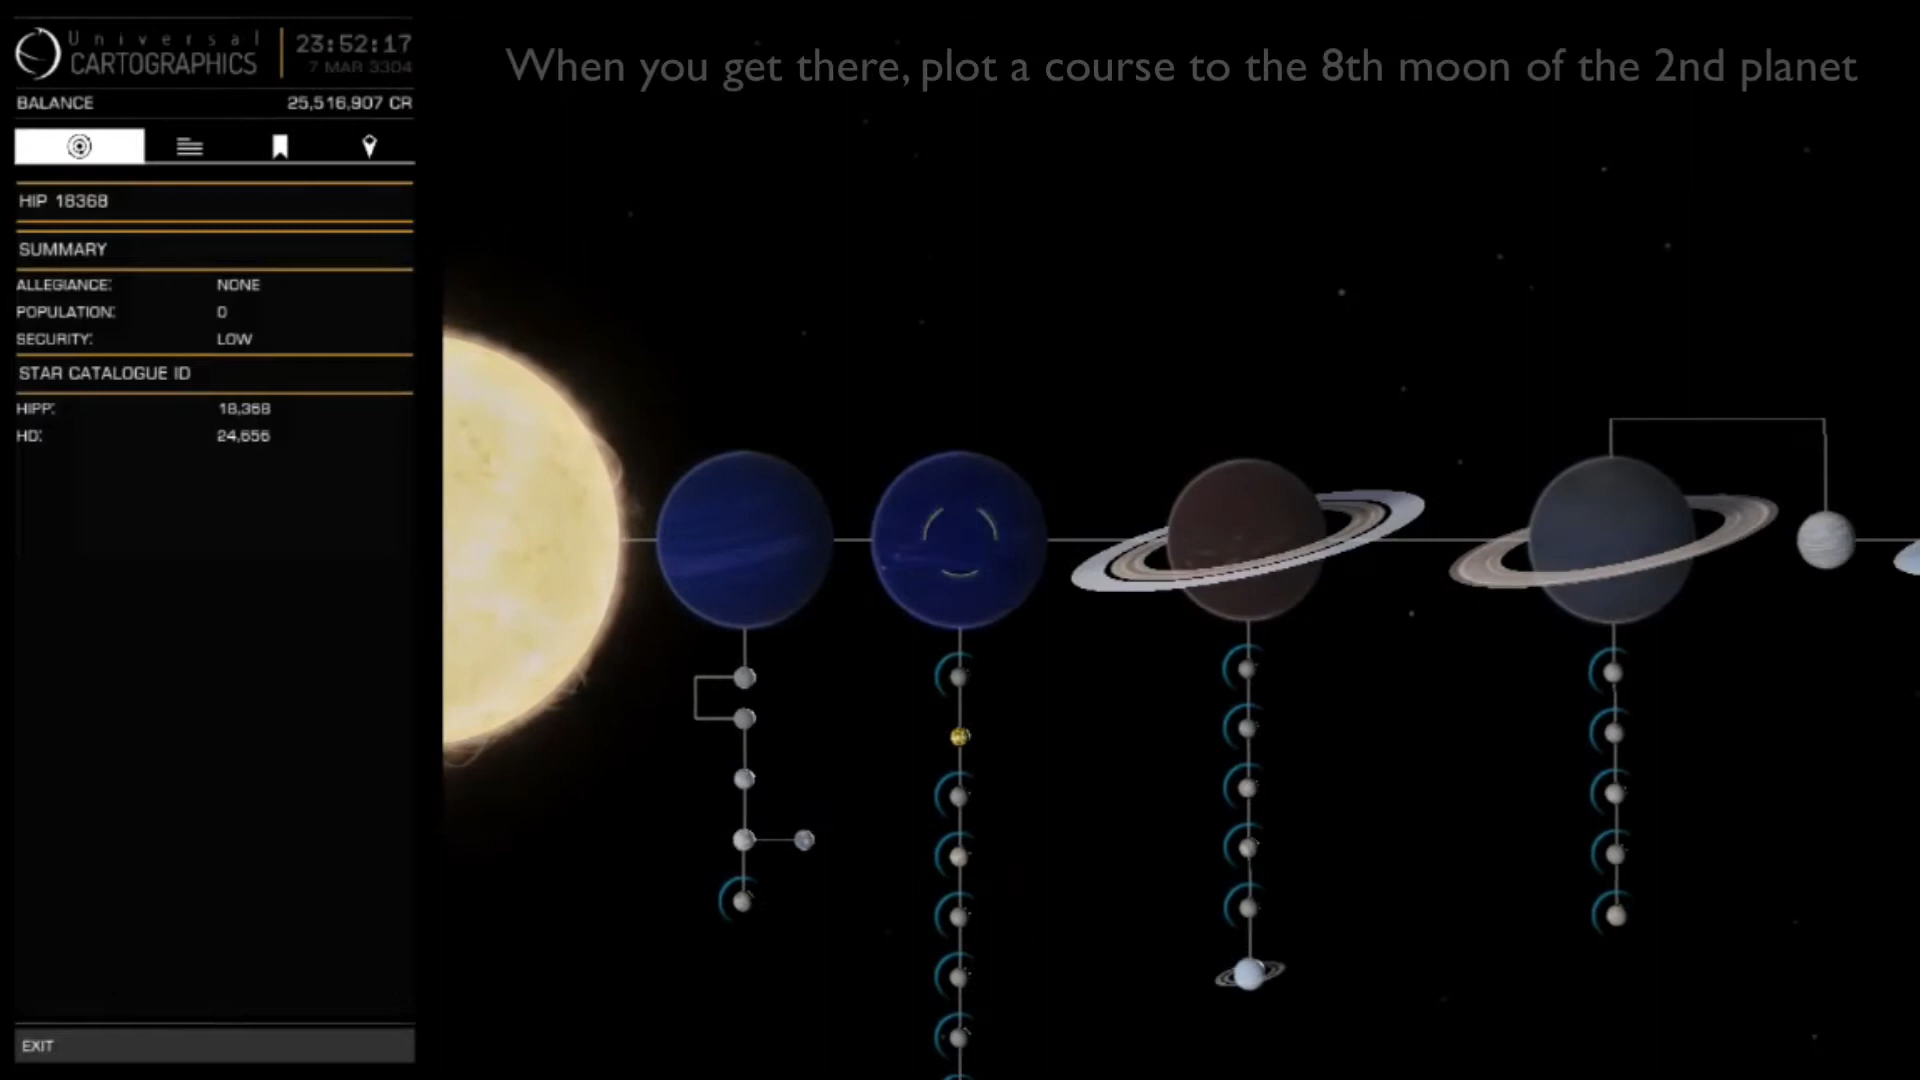 Universal
CARTOGRAPHICS
23:52:17
7 MAR 3304
When you get there, plot a course to the 8th moon of the 2nd planet
BALANCE 25,516,907 CR
HIP 18368
SUMMARY
ALLEGIANCE: NONE
POPULATION: 0
SECURITY: LOW
STAR CATALOGUE ID
HIPP: 18,368
HD: 24,656
EXIT